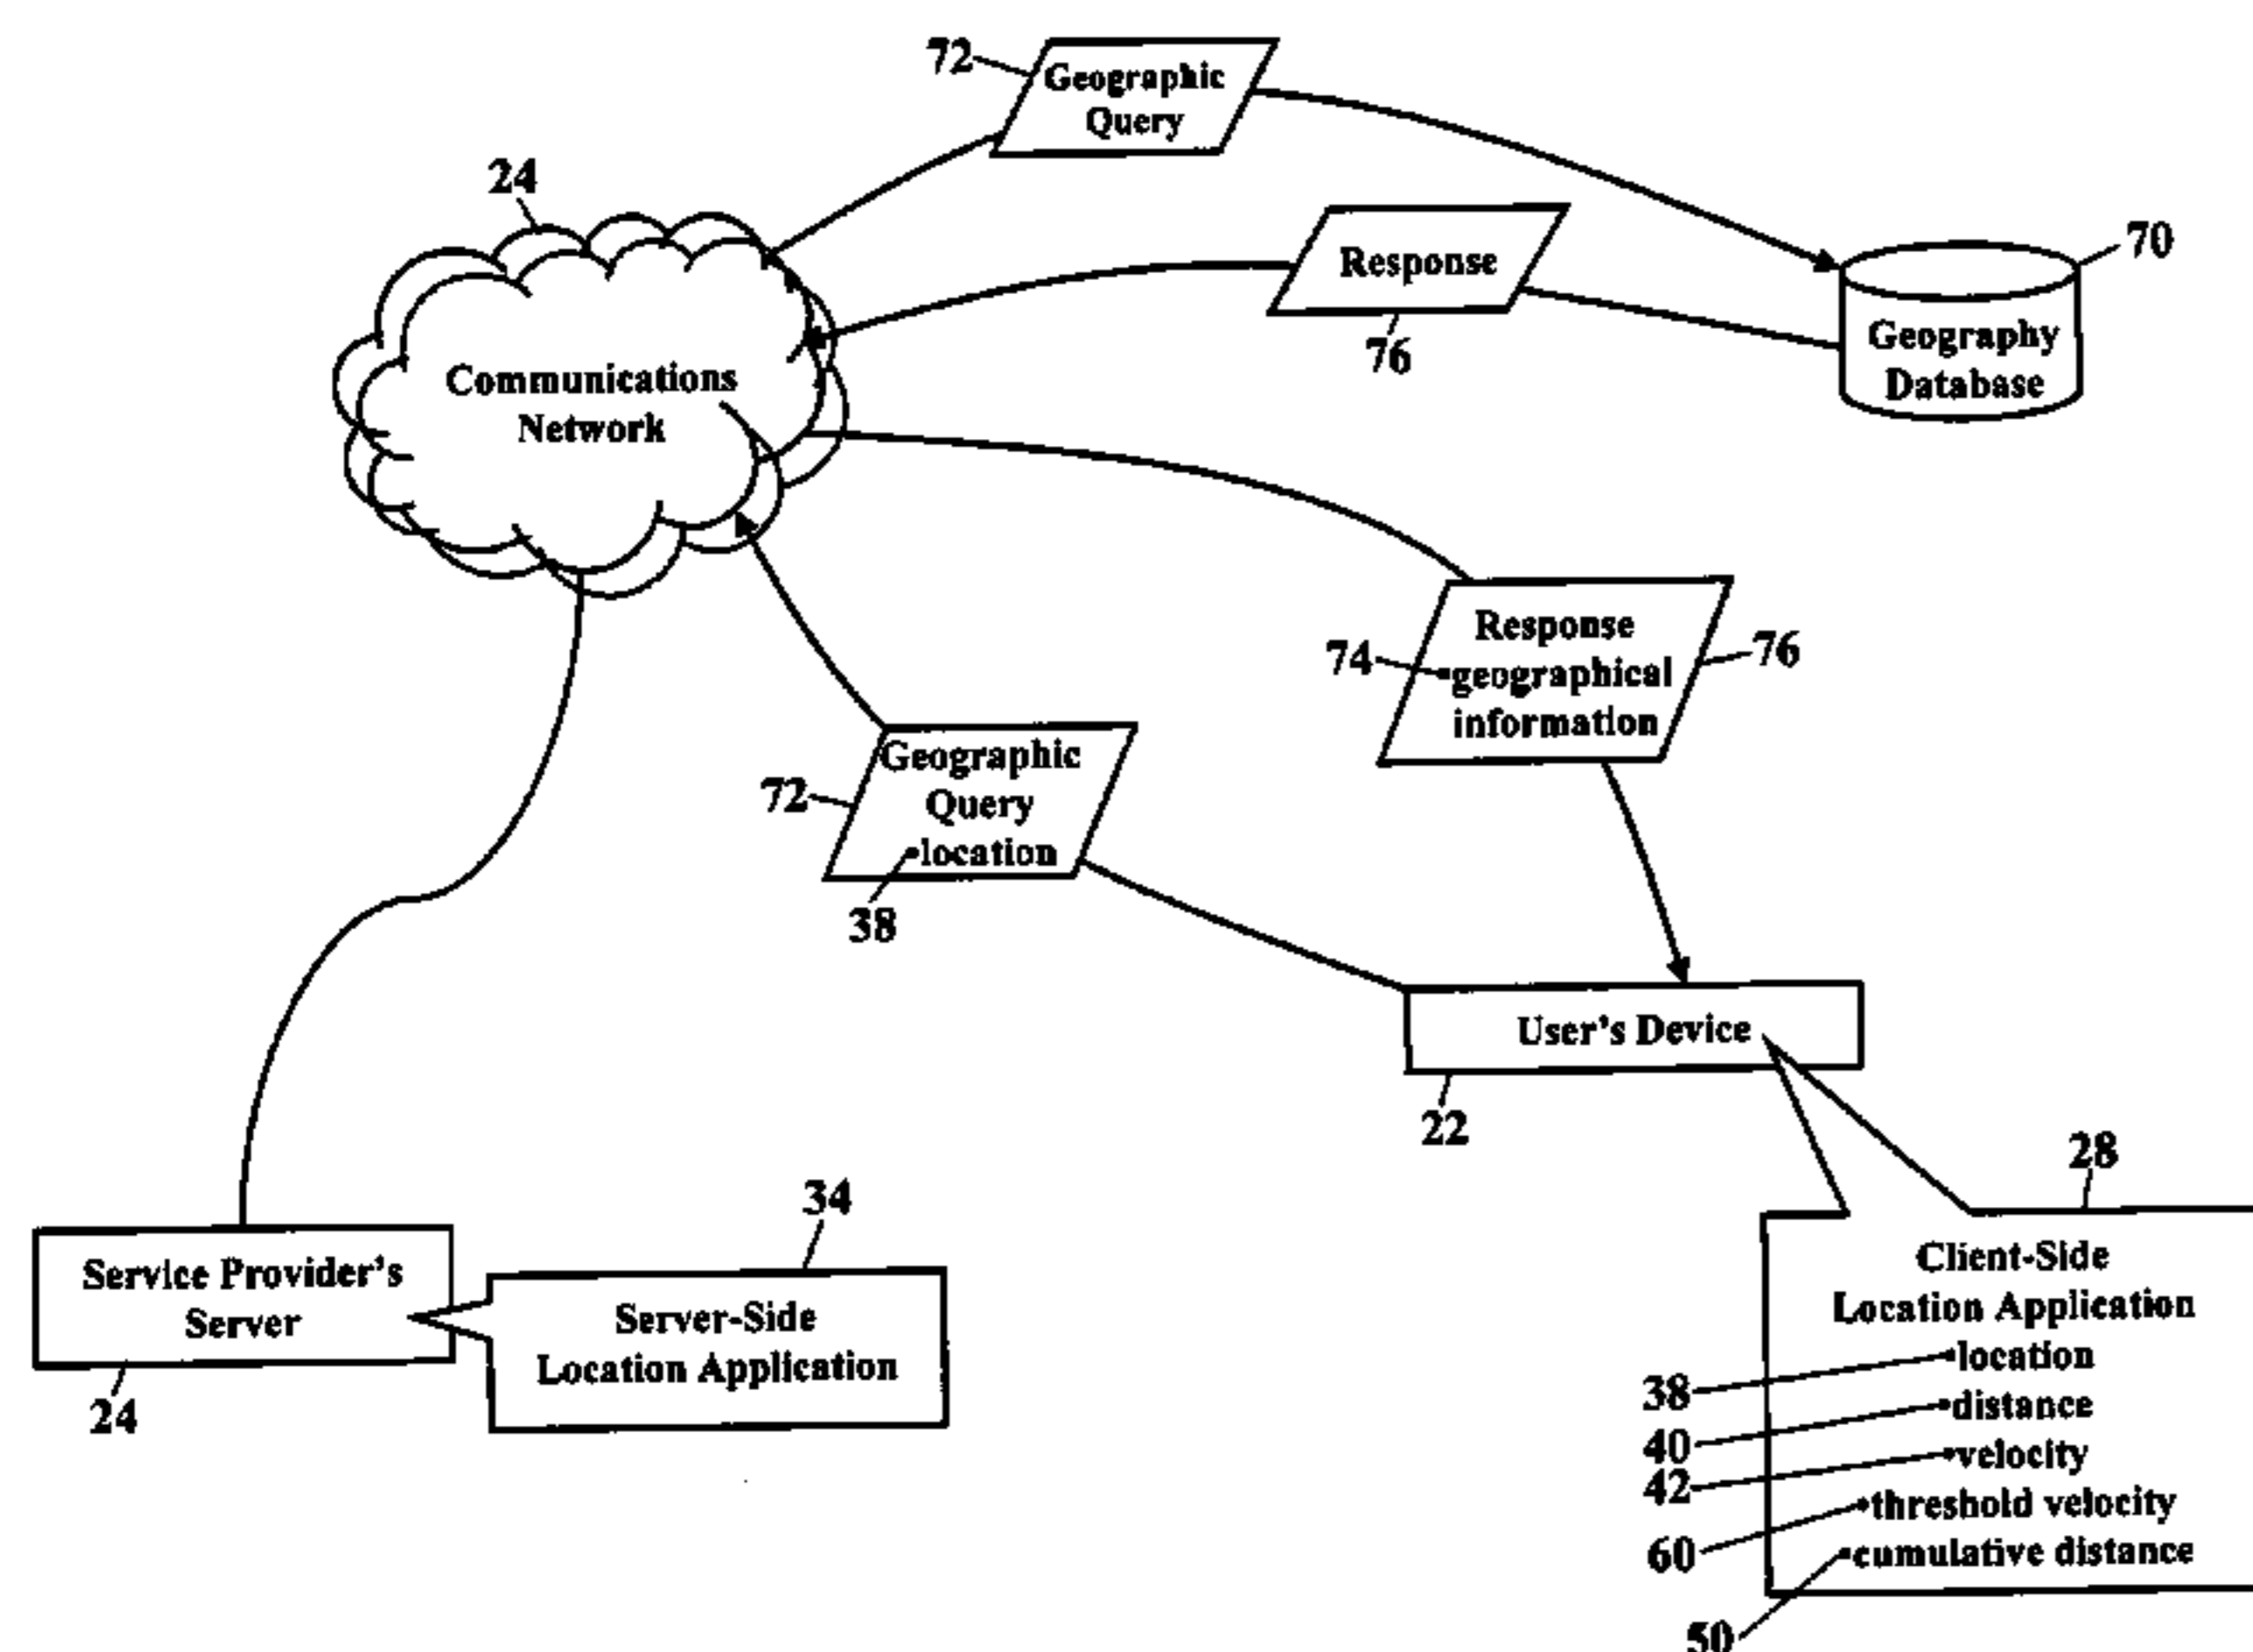 72
Geographic
Query
24
Response
76
70
Geography
Database
Communications
Network
Response
74
•geographical
information
76
72
Geographic
Query
•location
38
User's Device
22
28
34
Service Provider's
Server
24
Server-Side
Location Application
Client-Side
Location Application
38
•location
40
•distance
42
•velocity
60
•threshold velocity
50
•cumulative distance